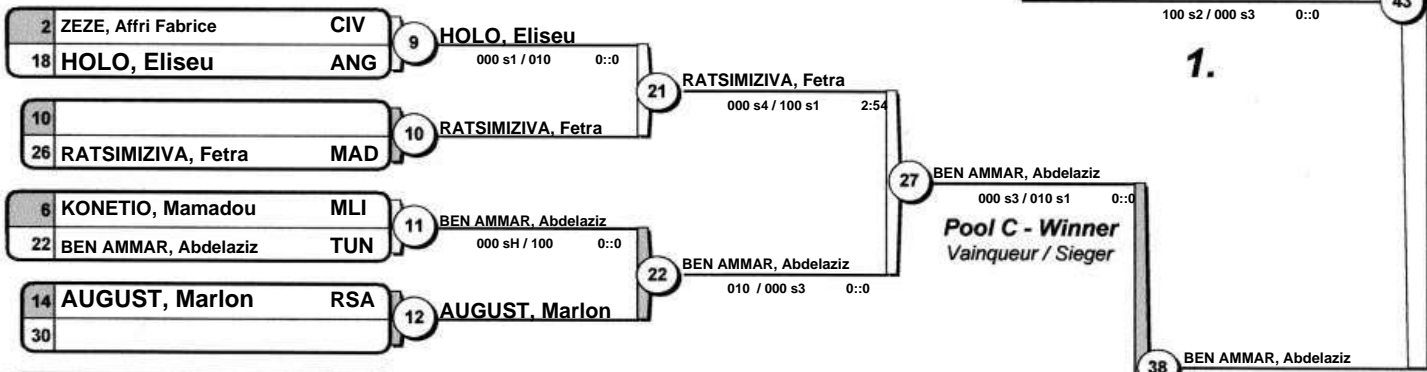 2 ZEZE, Affri Fabrice CIV
18 HOLO, Eliseu ANG
9 HOLO, Eliseu
000 s1 / 010 0::0
10
26 RATSIMIZIVA, Fetra MAD
10 RATSIMIZIVA, Fetra
21 RATSIMIZIVA, Fetra
000 s4 / 100 s1 2:54
6 KONETIO, Mamadou MLI
22 BEN AMMAR, Abdelaziz TUN
11 BEN AMMAR, Abdelaziz
000 sH / 100 0::0
14 AUGUST, Marlon RSA
30
12 AUGUST, Marlon
22 BEN AMMAR, Abdelaziz
010 / 000 s3 0::0
27 BEN AMMAR, Abdelaziz
000 s3 / 010 s1 0::0
Pool C - Winner
Vainqueur / Sieger
43
100 s2 / 000 s3 0::0
1.
38 BEN AMMAR, Abdelaziz